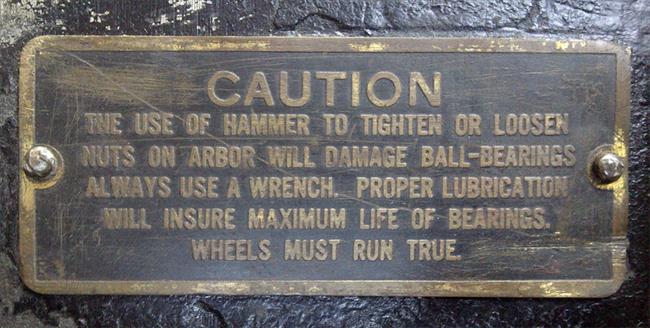 CAUTION
THE USE OF HAMMER TO TIGHTEN OR LOOSEN
NUTS ON ARBOR WILL DAMAGE BALL-BEARINGS
ALWAYS USE A WRENCH. PROPER LUBRICATION
WILL INSURE MAXIMUM LIFE OF BEARINGS.
WHEELS MUST RUN TRUE.